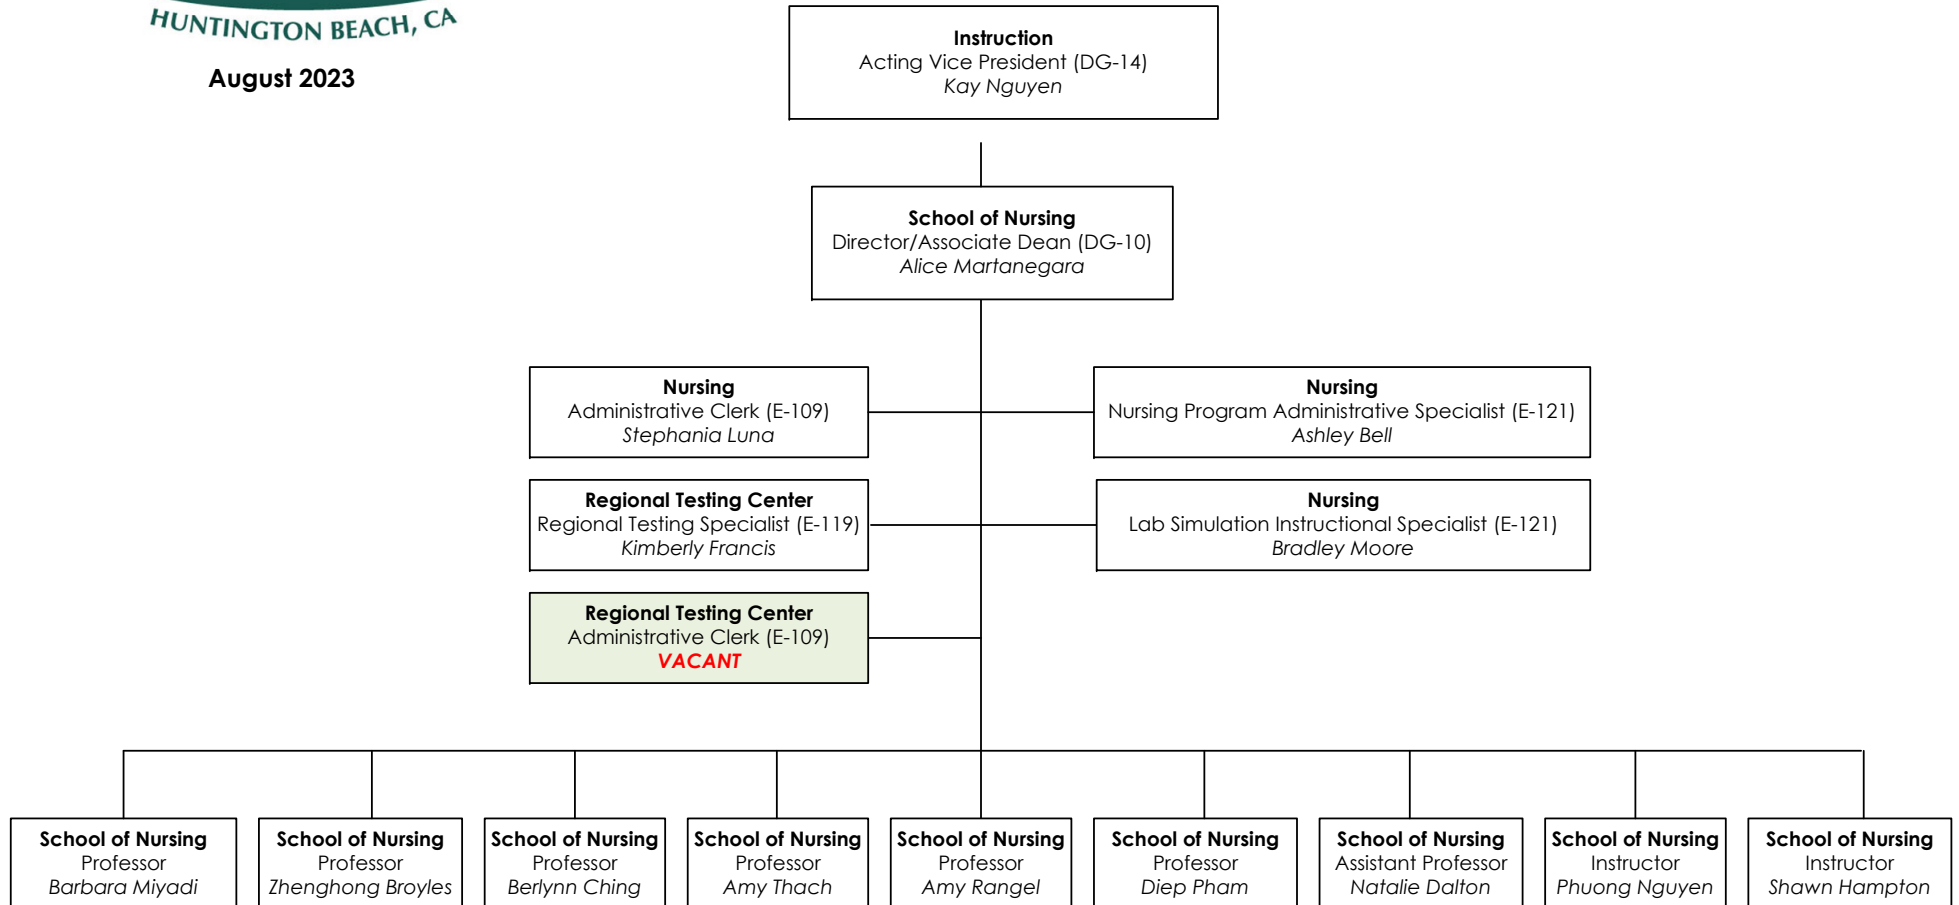 HUNTINGTON BEACH, CA
August 2023
Instruction
Acting Vice President (DG-14)
Kay Nguyen
School of Nursing
Director/Associate Dean (DG-10)
Alice Martanegara
Nursing
Administrative Clerk (E-109)
Stephania Luna
Nursing
Nursing Program Administrative Specialist (E-121)
Ashley Bell
Regional Testing Center
Regional Testing Specialist (E-119)
Kimberly Francis
Nursing
Lab Simulation Instructional Specialist (E-121)
Bradley Moore
Regional Testing Center
Administrative Clerk (E-109)
VACANT
School of Nursing
Professor
Barbara Miyadi
School of Nursing
Professor
Zhenghong Broyles
School of Nursing
Professor
Berlynn Ching
School of Nursing
Professor
Amy Thach
School of Nursing
Professor
Amy Rangel
School of Nursing
Professor
Diep Pham
School of Nursing
Assistant Professor
Natalie Dalton
School of Nursing
Instructor
Phuong Nguyen
School of Nursing
Instructor
Shawn Hampton